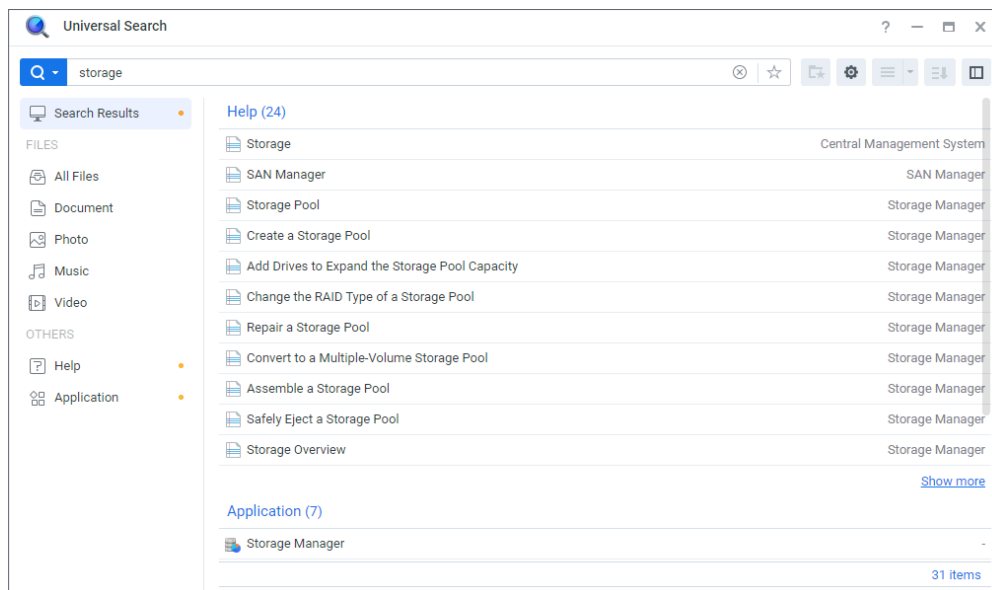 Universal Search
storage
Search Results
FILES
All Files
Document
Photo
Music
Video
OTHERS
Help
Application
Help (24)
Storage Central Management System
SAN Manager SAN Manager
Storage Pool Storage Manager
Create a Storage Pool Storage Manager
Add Drives to Expand the Storage Pool Capacity Storage Manager
Change the RAID Type of a Storage Pool Storage Manager
Repair a Storage Pool Storage Manager
Convert to a Multiple-Volume Storage Pool Storage Manager
Assemble a Storage Pool Storage Manager
Safely Eject a Storage Pool Storage Manager
Storage Overview Storage Manager
Show more
Application (7)
Storage Manager -
31 items